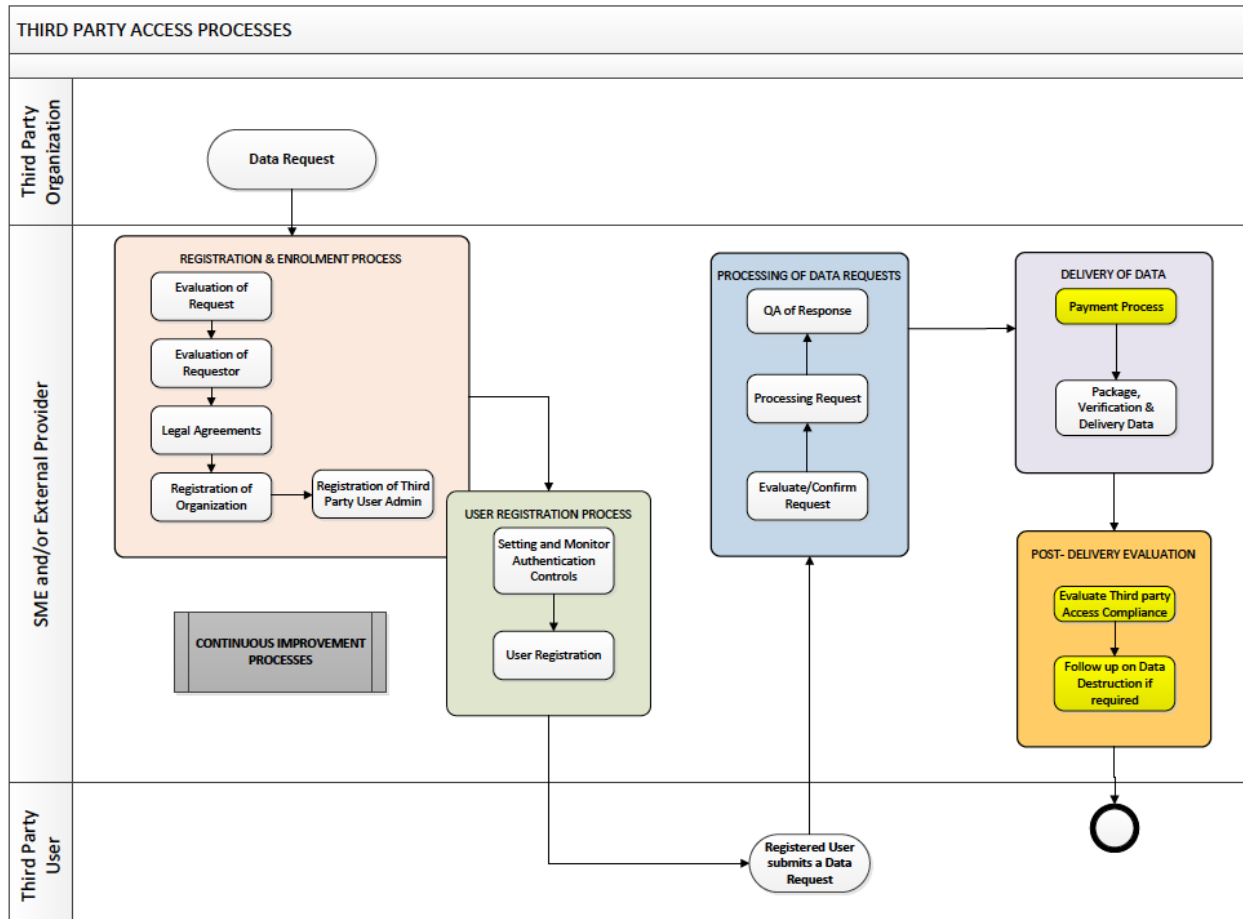 THIRD PARTY ACCESS PROCESSES
Third Party
Organization
Data Request
SME and/or External Provider
REGISTRATION & ENROLMENT PROCESS
Evaluation of
Request
Evaluation of
Requestor
Legal Agreements
Registration of
Organization
Registration of Third
Party User Admin
CONTINUOUS IMPROVEMENT
PROCESSES
USER REGISTRATION PROCESS
Setting and Monitor
Authentication
Controls
User Registration
PROCESSING OF DATA REQUESTS
QA of Response
Processing Request
Evaluate/Confirm
Request
DELIVERY OF DATA
Payment Process
Package,
Verification &
Delivery Data
POST- DELIVERY EVALUATION
Evaluate Third party
Access Compliance
Follow up on Data
Destruction if
required
Third Party
User
Registered User
submits a Data
Request